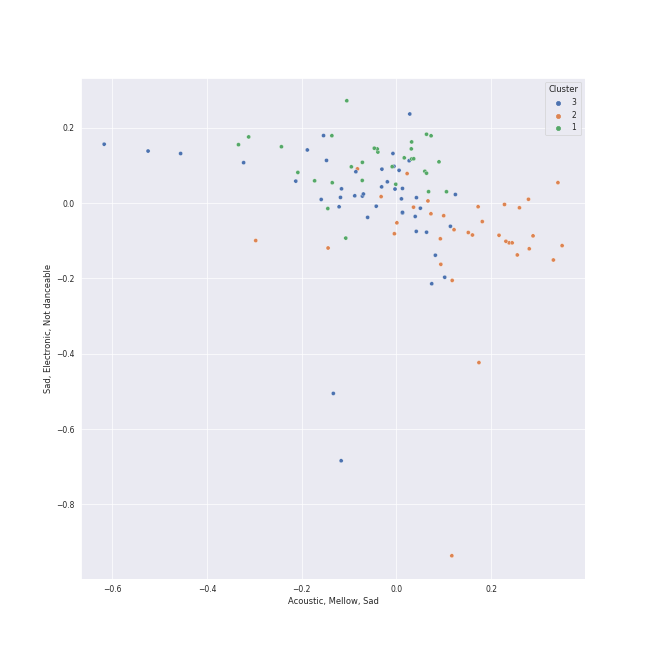 Cluster
3
2
1
0.2
0.0
−0.2
−0.4
−0.6
−0.8
Sad, Electronic, Not danceable
−0.6 −0.4 −0.2 0.0 0.2
Acoustic, Mellow, Sad